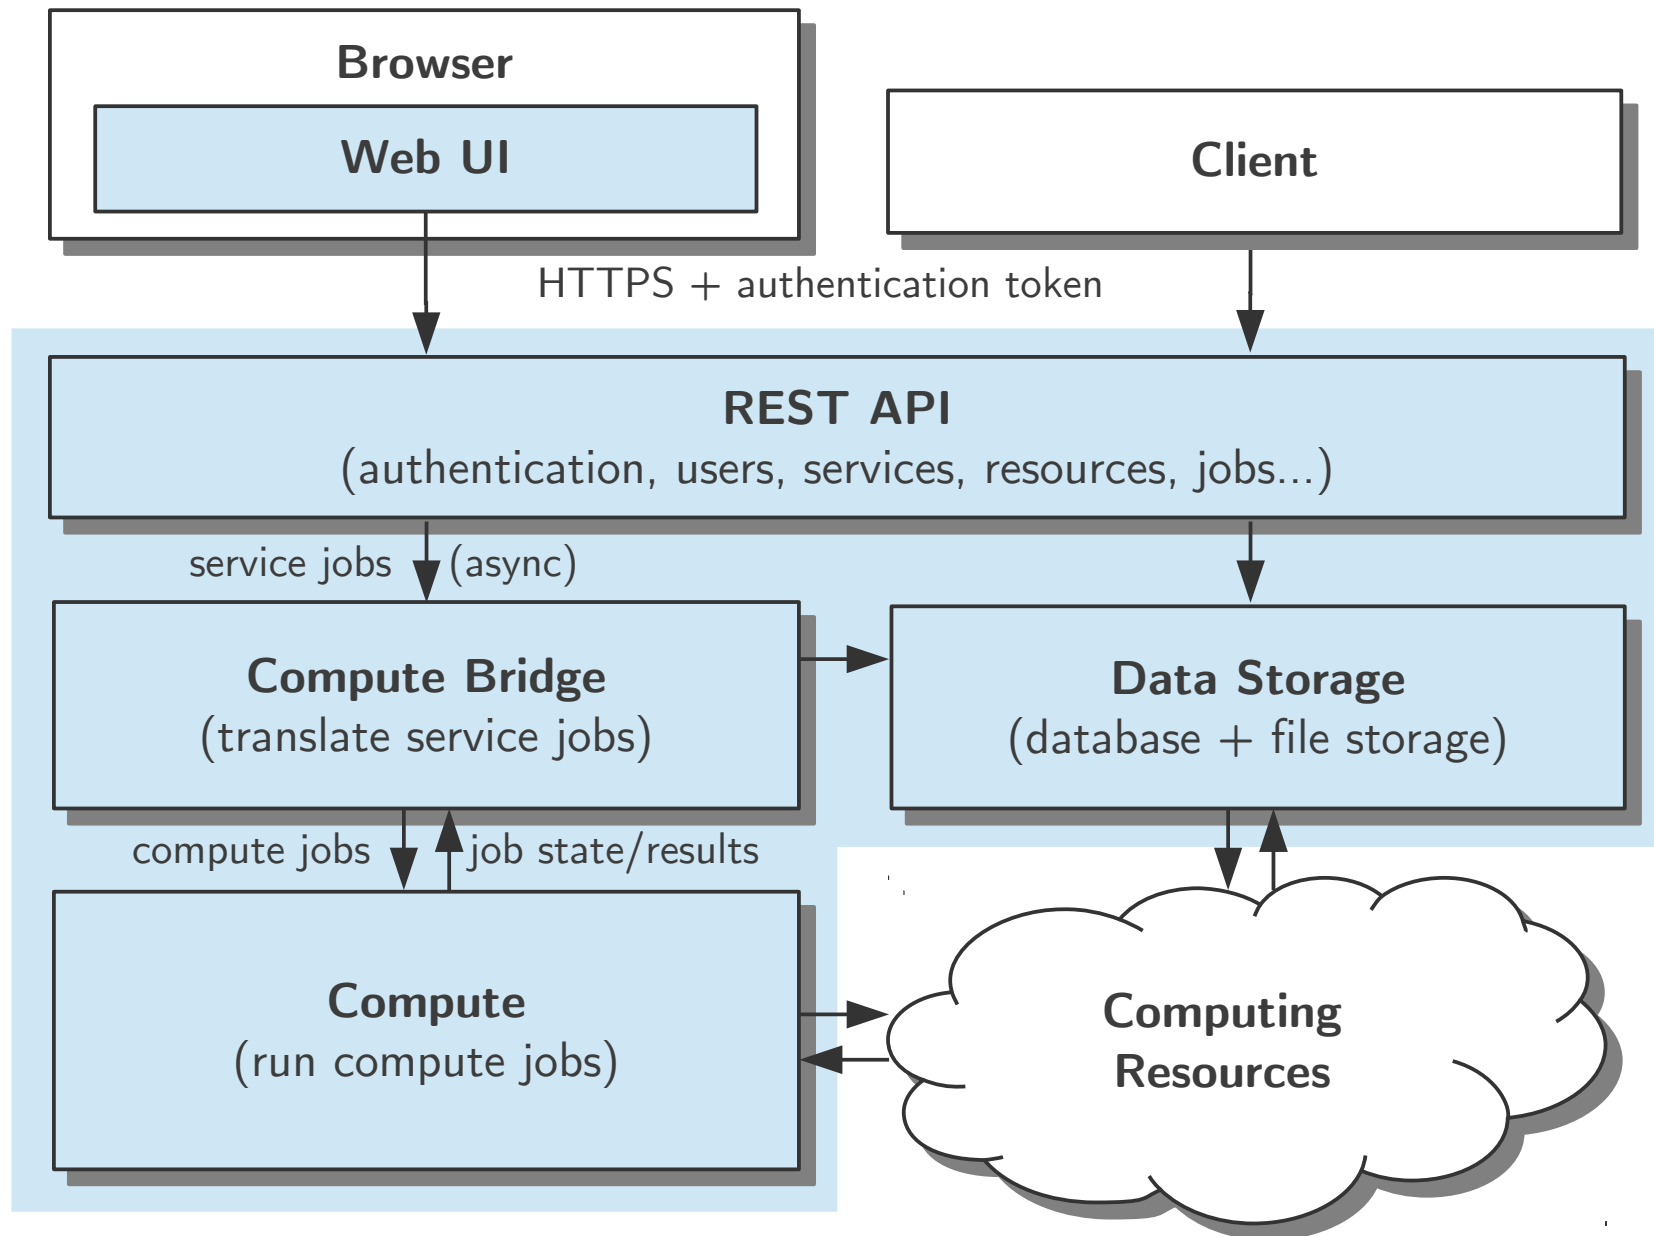 Browser
Web UI
Client
HTTPS + authentication token
REST API
(authentication, users, services, resources, jobs...)
service jobs (async)
Compute Bridge
(translate service jobs)
Data Storage
(database + file storage)
compute jobs job state/results
Compute
(run compute jobs)
Computing
Resources